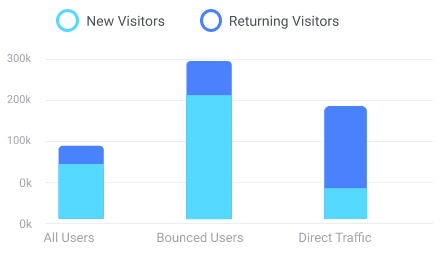 New Visitors Returning Visitors
300k
200k
100k
0k
0k
All Users Bounced Users Direct Traffic